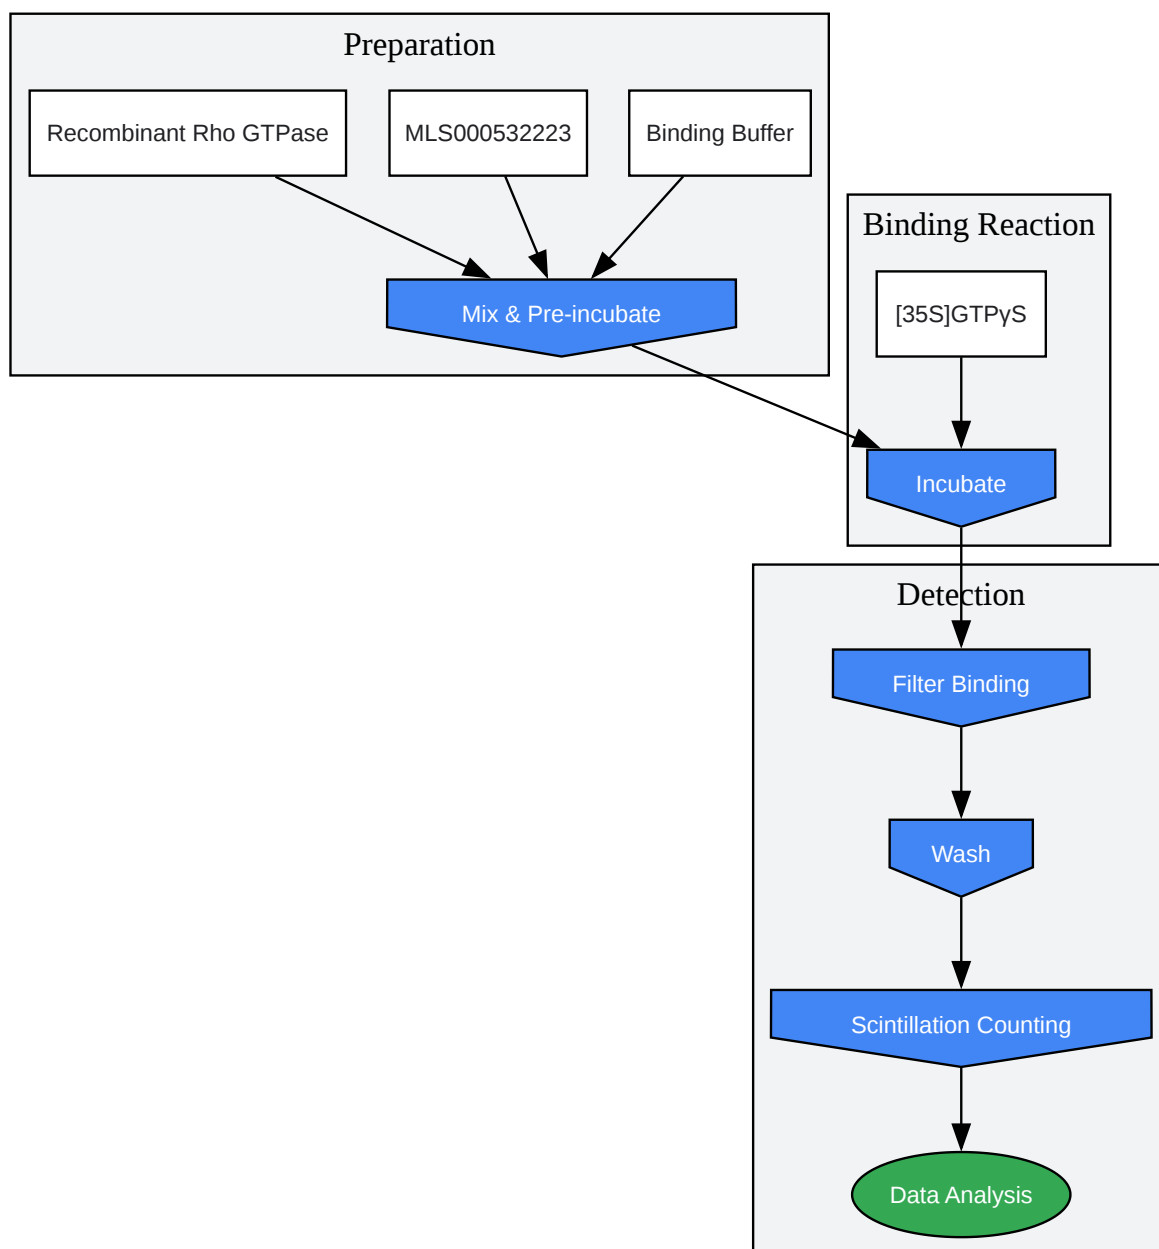 Preparation
Recombinant Rho GTPase
MLS000532223
Binding Buffer
Mix & Pre-incubate
Binding Reaction
[35S]GTPγS
Incubate
Detection
Filter Binding
Wash
Scintillation Counting
Data Analysis